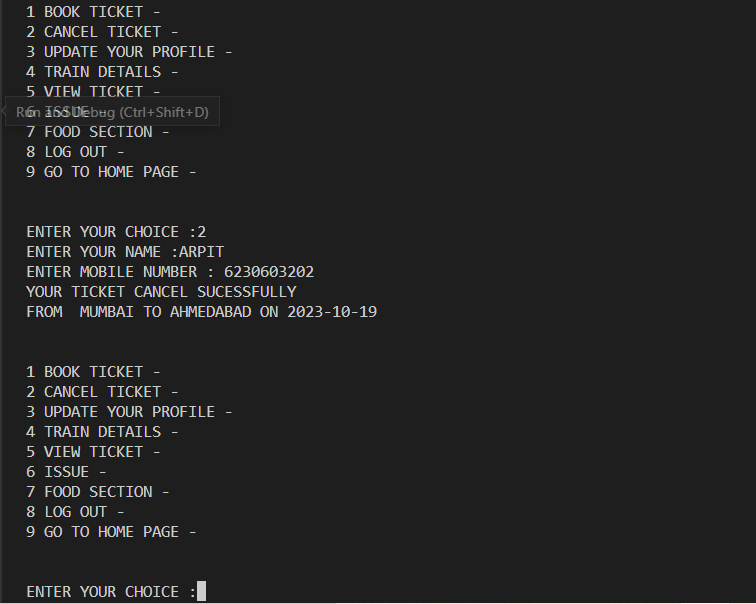 1 BOOK TICKET -
2 CANCEL TICKET -
3 UPDATE YOUR PROFILE -
4 TRAIN DETAILS -
5 VIEW TICKET -
6 ISSUE -
Run and Debug (Ctrl+Shift+D)
7 FOOD SECTION -
8 LOG OUT -
9 GO TO HOME PAGE -
ENTER YOUR CHOICE :2
ENTER YOUR NAME :ARPIT
ENTER MOBILE NUMBER : 6230603202
YOUR TICKET CANCEL SUCESSFULLY
FROM  MUMBAI TO AHMEDABAD ON 2023-10-19
1 BOOK TICKET -
2 CANCEL TICKET -
3 UPDATE YOUR PROFILE -
4 TRAIN DETAILS -
5 VIEW TICKET -
6 ISSUE -
7 FOOD SECTION -
8 LOG OUT -
9 GO TO HOME PAGE -
ENTER YOUR CHOICE :